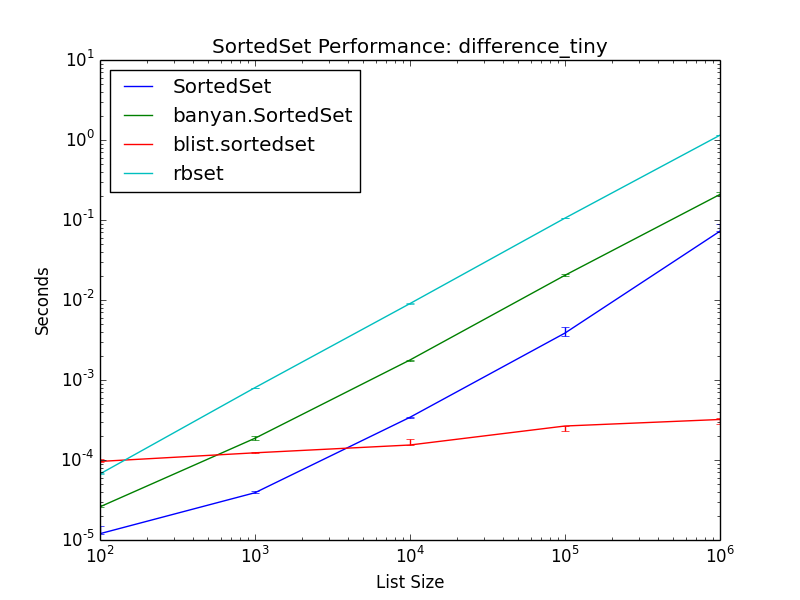 SortedSet Performance: difference_tiny
SortedSet
banyan.SortedSet
blist.sortedset
rbset
Seconds
10^1
10^0
10^-1
10^-2
10^-3
10^-4
10^-5
10^2 10^3 10^4 10^5 10^6
List Size